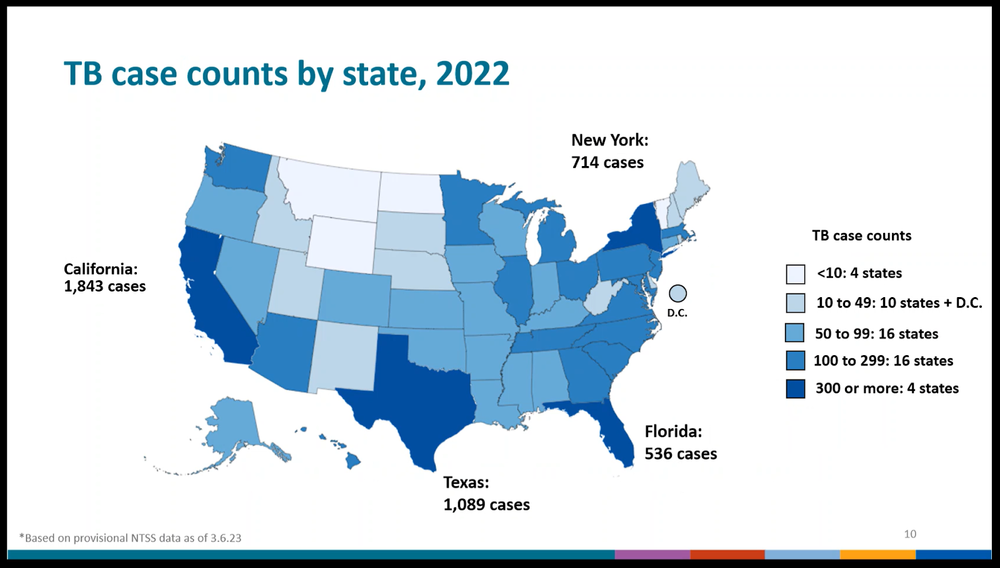 TB case counts by state, 2022
New York:
714 cases
California:
1,843 cases
D.C.
Florida:
536 cases
Texas:
1,089 cases
TB case counts
<10: 4 states
10 to 49: 10 states + D.C.
50 to 99: 16 states
100 to 299: 16 states
300 or more: 4 states
*Based on provisional NTSS data as of 3.6.23
10